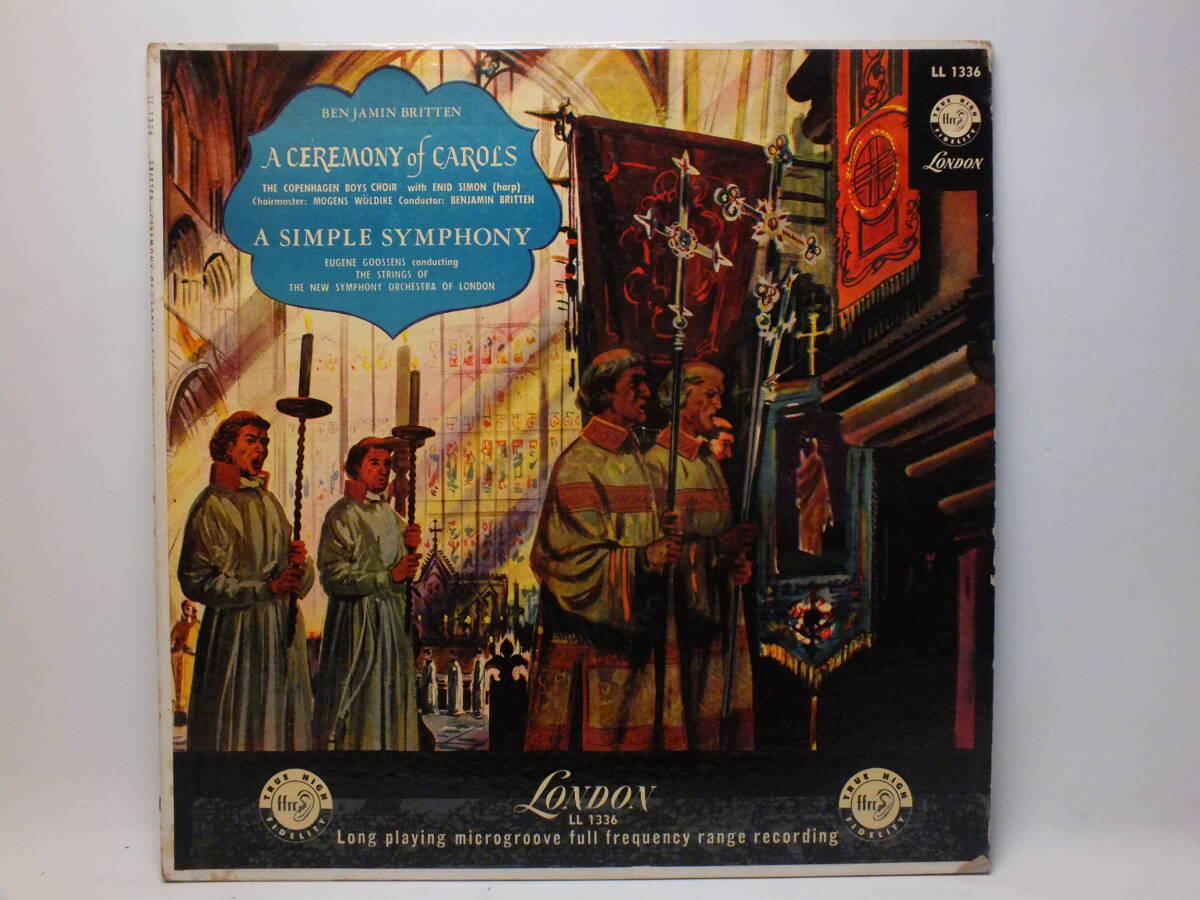 BENJAMIN BRITTEN
A CEREMONY of CAROLS
THE COPENHAGEN BOYS CHOIR with ENID SIMON (harp)
Choirmaster: MOGENS WÖLDIKE Conductor: BENJAMIN BRITTEN
A SIMPLE SYMPHONY
EUGENE GOOSSENS conducting
THE STRINGS OF
THE NEW SYMPHONY ORCHESTRA OF LONDON
LL 1336
TRUE HIGH
ffrr
FIDELITY
LONDON
TRUE HIGH
ffrr
FIDELITY
LONDON
LL 1336
Long playing microgroove full frequency range recording
TRUE HIGH
ffrr
FIDELITY